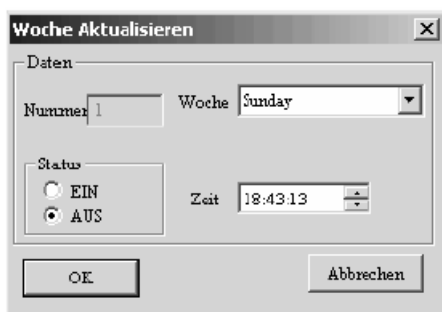 Woche Aktualisieren
Daten
Nummer 1
Woche Sunday
Status
EIN
AUS
Zeit 18:43:13
OK
Abbrechen